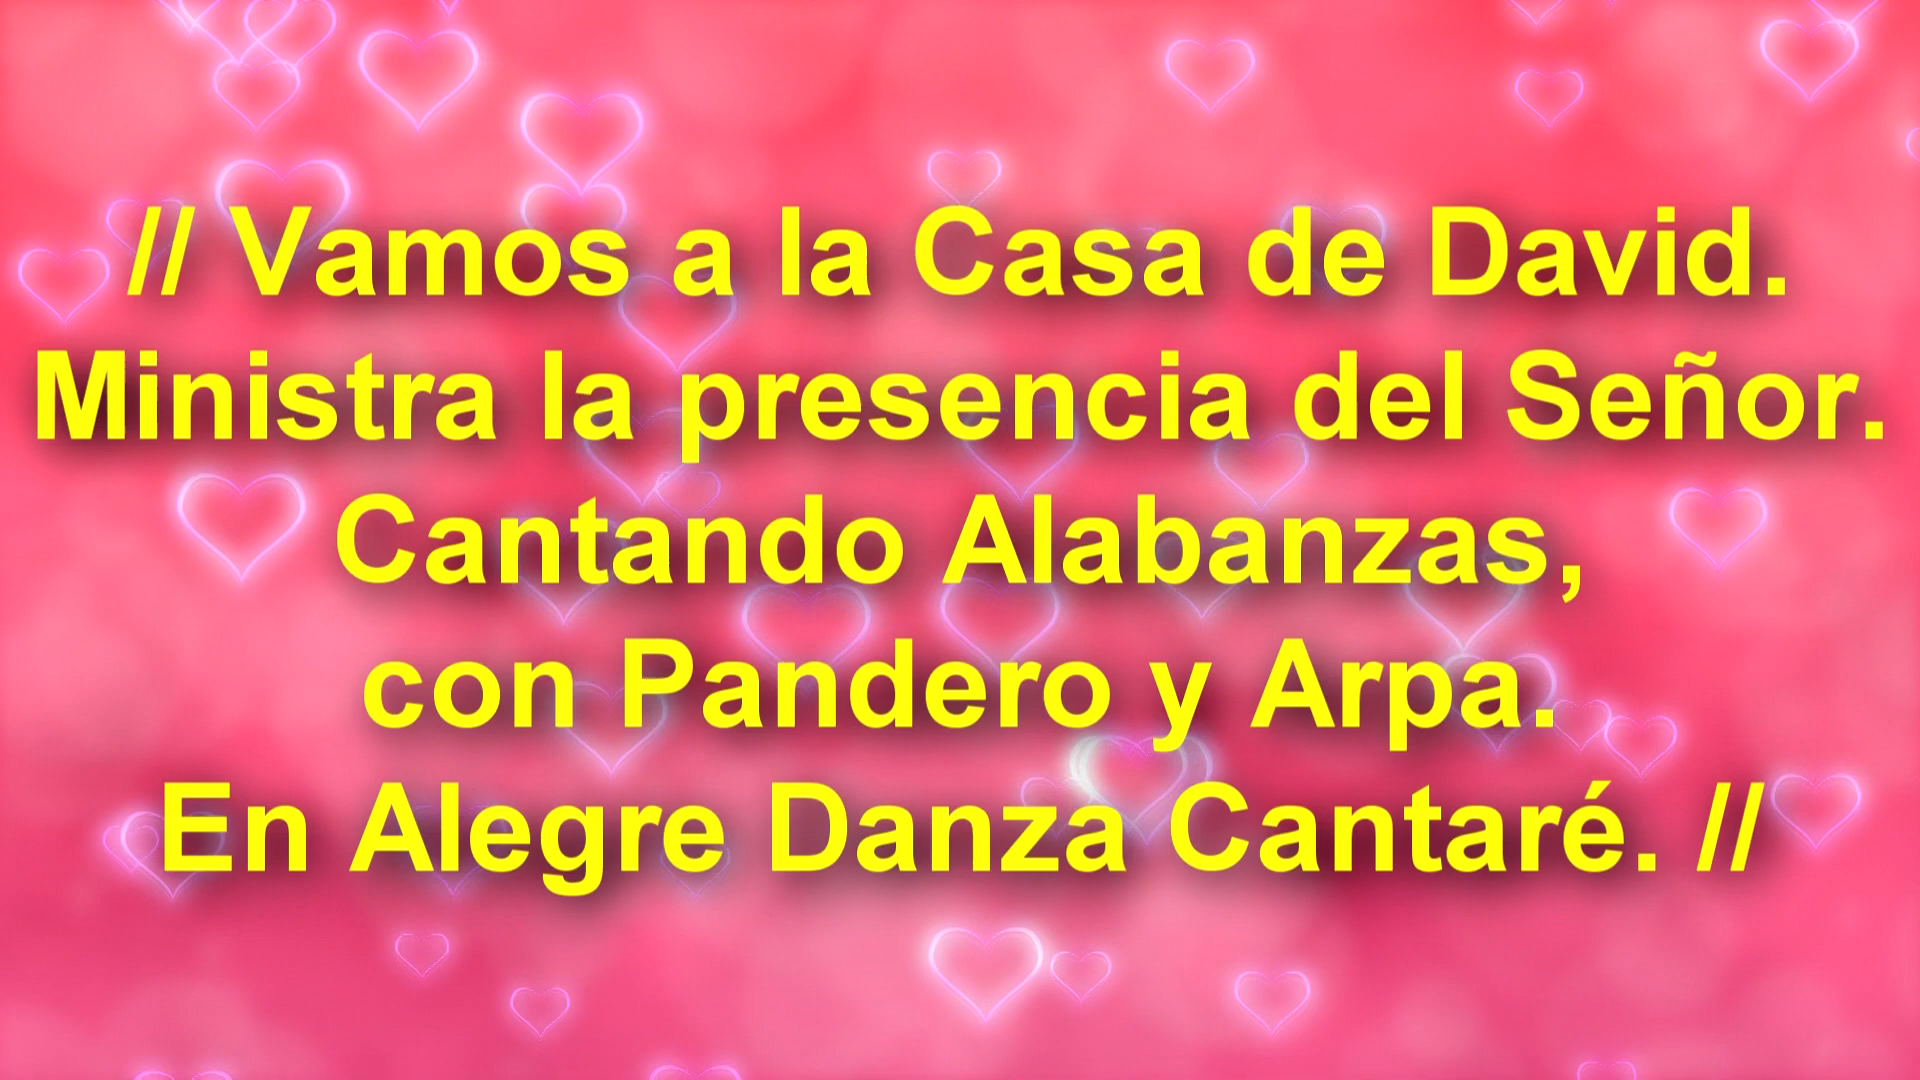 // Vamos a la Casa de David.
Ministra la presencia del Señor.
Cantando Alabanzas,
con Pandero y Arpa.
En Alegre Danza Cantaré. //